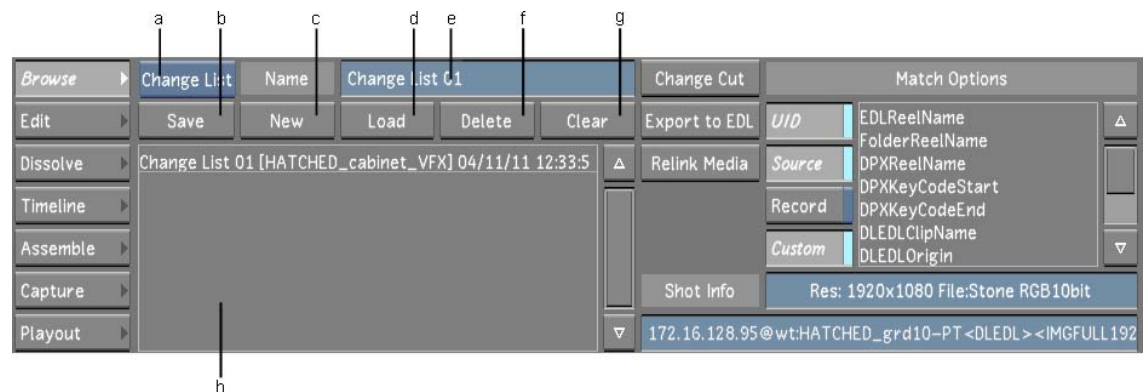 a b c d e f g
Browse Change List Name Change List 01 Change Cut Match Options
Edit Save New Load Delete Clear Export to EDL UID EDLReelName
FolderReelName
Dissolve Change List 01 [HATCHED_cabinet_VFX] 04/11/11 12:33:5 Relink Media Source DPXReelName
DPXKeyCodeStart
Timeline Record DPXKeyCodeEnd
DLEDLClipName
Assemble Custom DLEDLOrigin
Capture Shot Info Res: 1920x1080 File:Stone RGB10bit
Playout 172.16.128.95@wt:HATCHED_grd10-PT<DLEDL><IMGFULL192
h